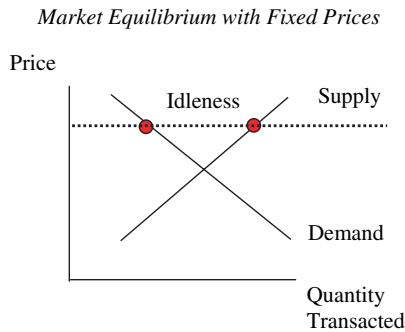 Market Equilibrium with Fixed Prices
Price
Idleness
Supply
Demand
Quantity
Transacted